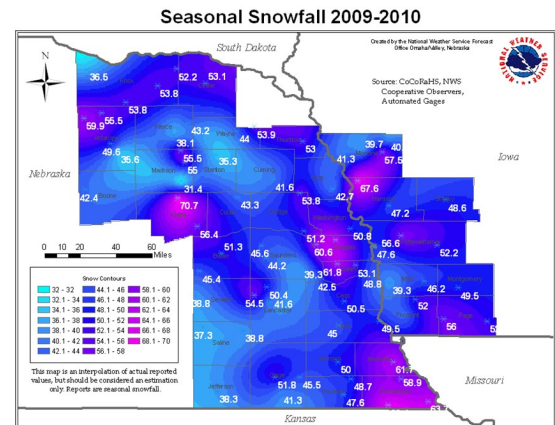 Seasonal Snowfall 2009-2010
Created by the National Weather Service Forecast
Office Omaha/Valley, Nebraska
South Dakota
N
Source: CoCoRaHS, NWS
Cooperative Observers,
Automated Gages
Iowa
Nebraska
36.5
52.2 53.1
53.8
53.8
55.5
59.9
43.2
44
53.9
53
38.1
49.6
35.6
55.5
55
35.3
39.7 40
41.3
57.5
31.4
41.6
67.6
42.4
70.7
43.3
53.8
42.7
47.2
48.6
56.4
51.3
51.2
50.8
60.6
56.6
52.2
45.6
44.2
47.6
0 10 20 40 60
Miles
45.4
39.3 61.8
53.1
42.5
48.8
39.3
46.2
49.5
50.4
38.8
54.5 41.6
50.5
52
56
49.5
37.3
38.8
45
Snow Contours
32 - 32 44.1 - 46 58.1 - 60
32.1 - 34 46.1 - 48 60.1 - 62
34.1 - 36 48.1 - 50 62.1 - 64
36.1 - 38 50.1 - 52 64.1 - 66
38.1 - 40 52.1 - 54 66.1 - 68
40.1 - 42 54.1 - 56 68.1 - 70
42.1 - 44 56.1 - 58
50
58.9
51.8 45.5
48.7
38.3
41.3
47.6
This map is an interpolation of actual reported
values, but should be considered an estimation
only. Reports are seasonal snowfall.
Missouri
Kansas